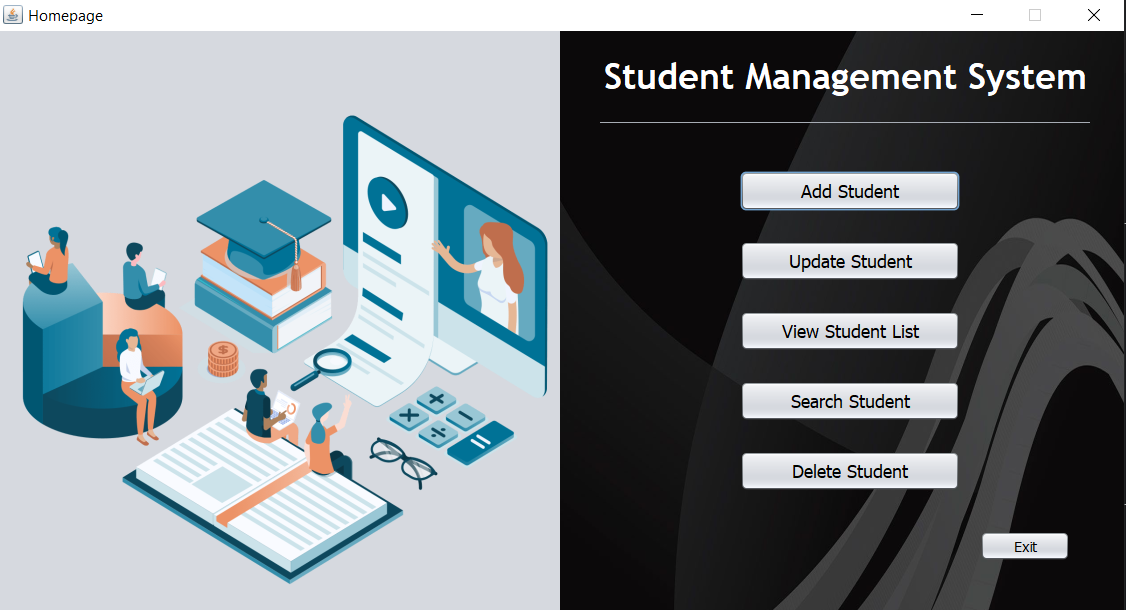 Homepage
Student Management System
Add Student
Update Student
View Student List
Search Student
Delete Student
Exit